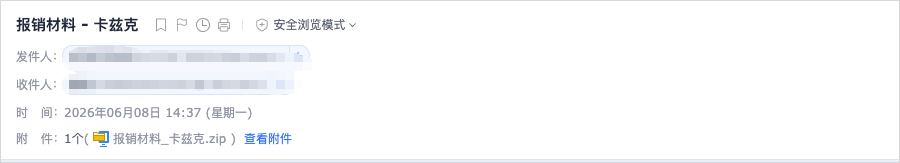 报销材料 - 卡兹克 安全浏览模式
发件人：
收件人：
时 间： 2026年06月08日 14:37 (星期一)
附 件： 1个( 报销材料_卡兹克.zip ) 查看附件